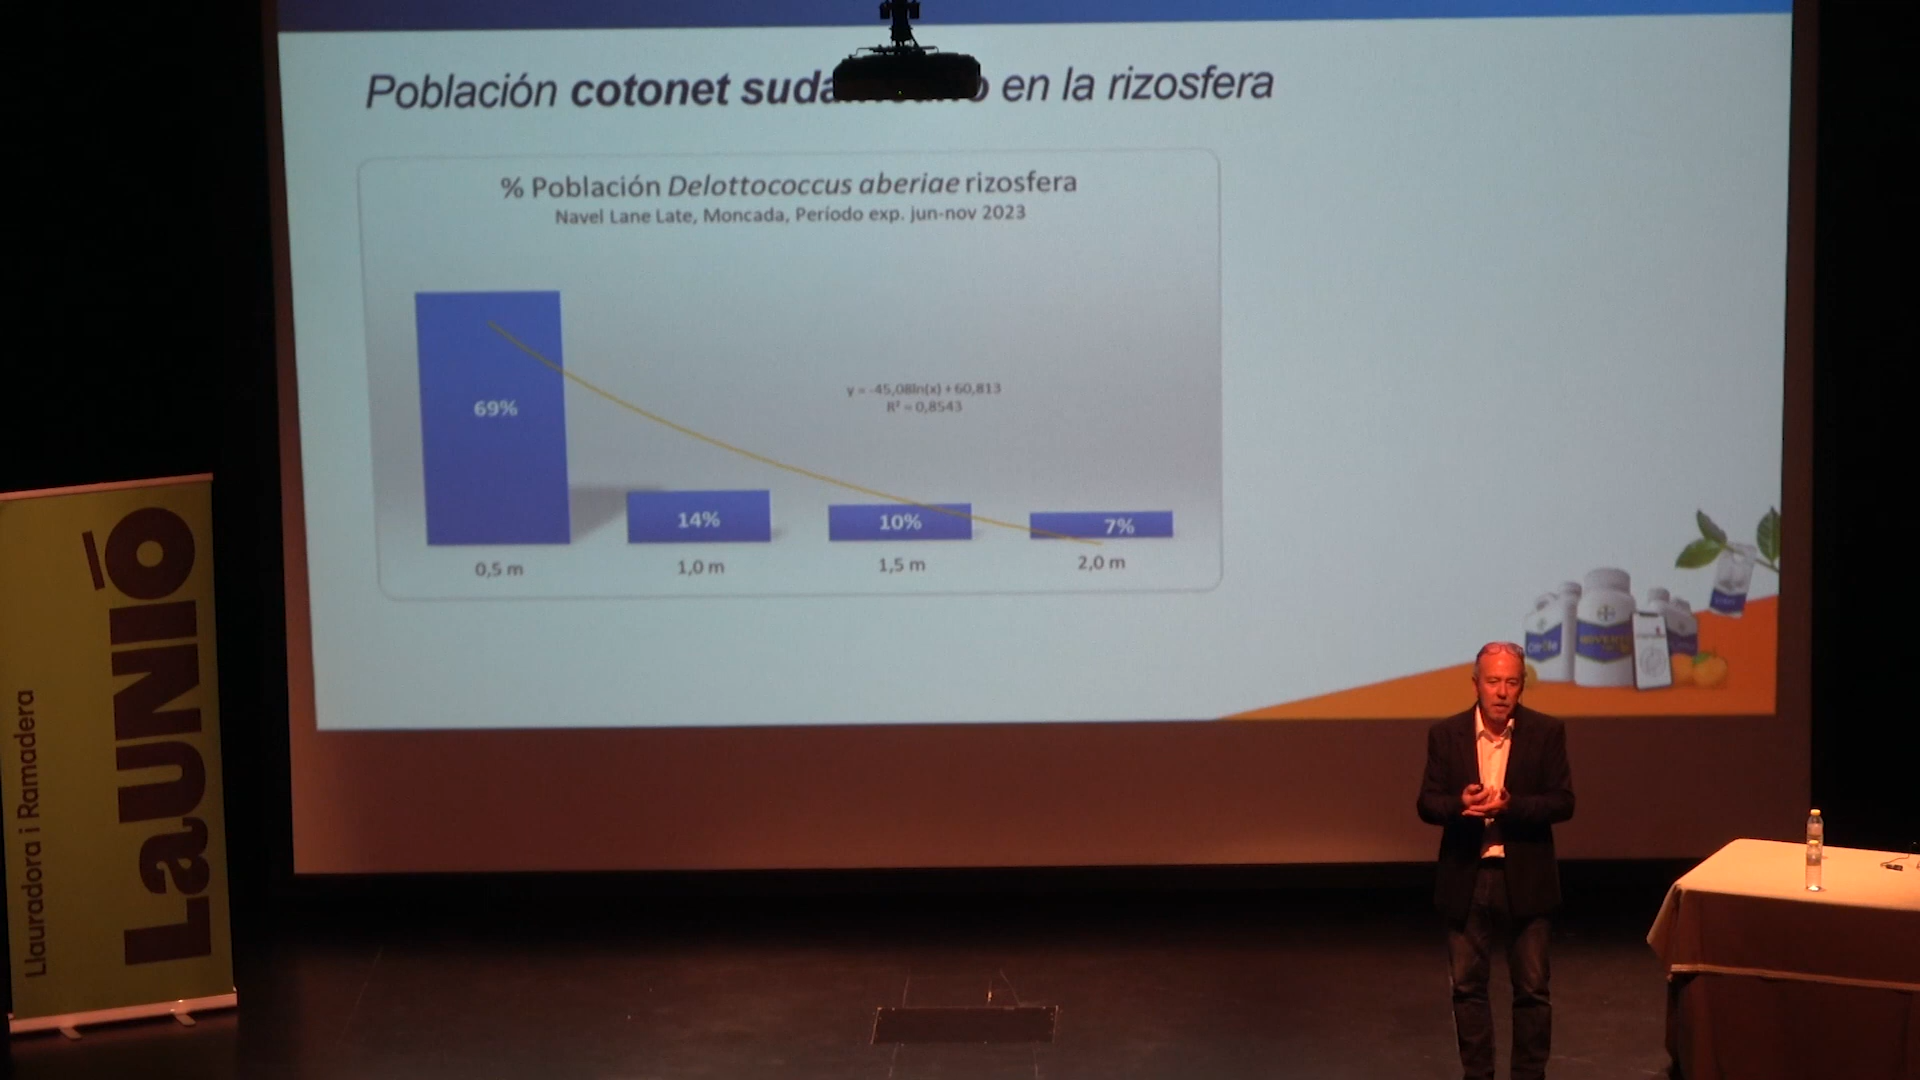 Población cotonet sud en la rizosfera
% Población Delottococcus aberiae rizosfera
Navel Lane Late, Moncada, Período exp. jun-nov 2023
y = -45,08ln(x) + 60,813
R² = 0,8543
69%
14%
10%
7%
0,5 m
1,0 m
1,5 m
2,0 m
LaUNIÓ
Llauradora i Ramadera